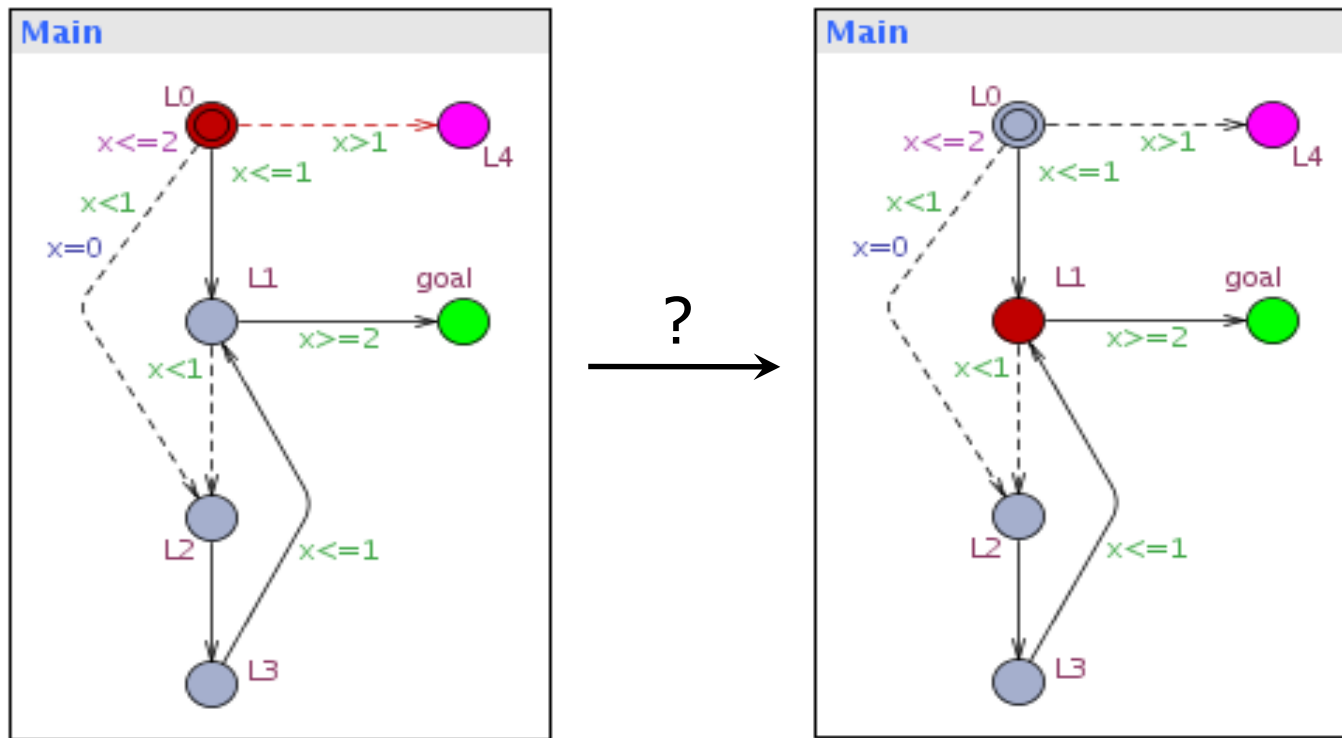 Main
L0
x<=2
x>1
L4
x<=1
x<1
x=0
L1
goal
x>=2
x<1
L2
x<=1
L3
?
Main
L0
x<=2
x>1
L4
x<=1
x<1
x=0
L1
goal
x>=2
x<1
L2
x<=1
L3